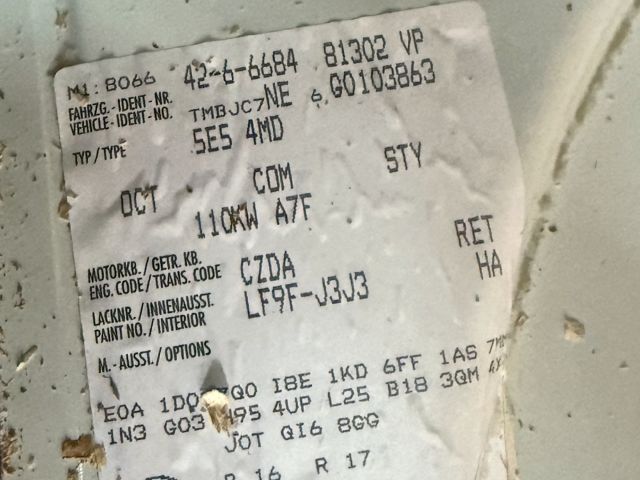 M1: 8066 42-6-6684 81302 VP
FAHRZG.-IDENT-NR. VEHICLE-IDENT-NO. TMBJC7NE 6 G0103863
TYP / TYPE 5E5 4MD
OCT COM STY
110KW A7F
RET
MOTORKB. / GETR. KB. ENG. CODE / TRANS. CODE CZDA HA
LACKNR. / INNENAUSST. PAINT NO. / INTERIOR LF9F-J3J3
M.-AUSST. / OPTIONS
E0A I8E 1KD 6FF 1AS
1N3 G03 4UP L25 B18 3QM
J0T QI6 8GG
16 R 17